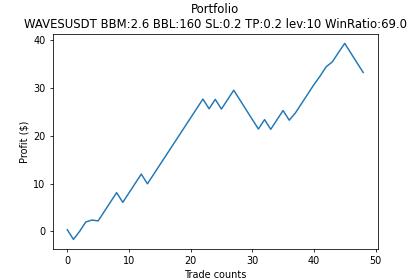 Portfolio
WAVESUSDT BBM:2.6 BBL:160 SL:0.2 TP:0.2 lev:10 WinRatio:69.0
40
30
20
10
0
Profit ($)
0 10 20 30 40 50
Trade counts